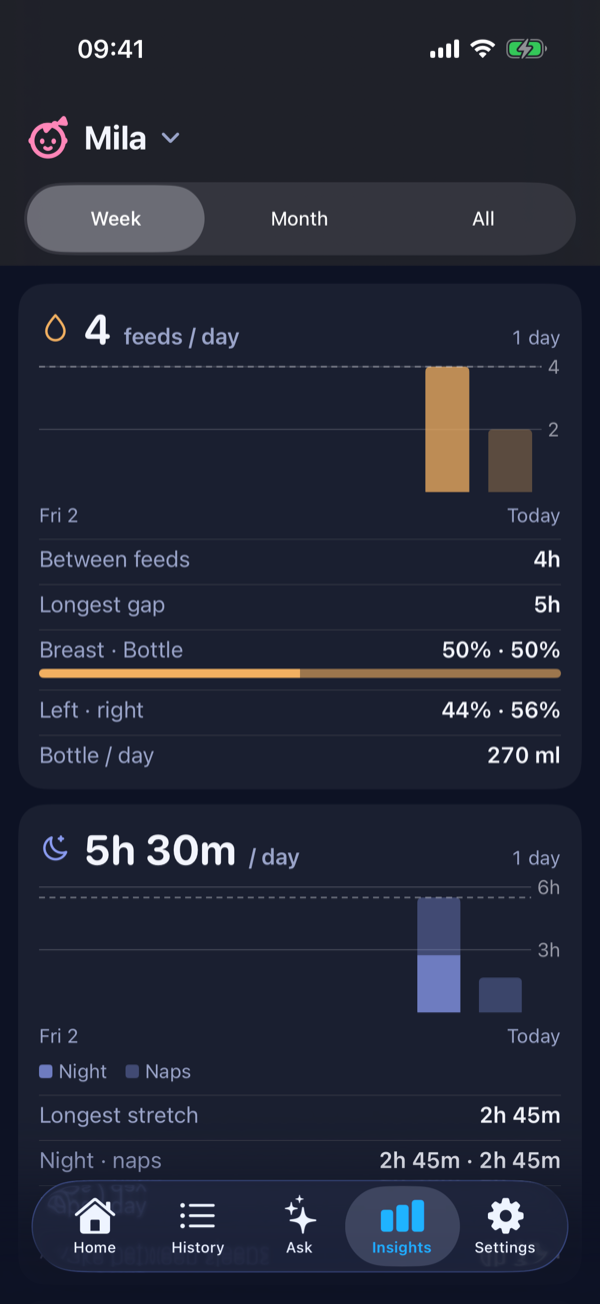 09:41
Mila
Week Month All
4 feeds / day 1 day
4
2
Fri 2 Today
Between feeds 4h
Longest gap 5h
Breast · Bottle 50% · 50%
Left · right 44% · 56%
Bottle / day 270 ml
5h 30m / day 1 day
6h
3h
Fri 2 Today
Night Naps
Longest stretch 2h 45m
Night · naps 2h 45m · 2h 45m
Home History Ask Insights Settings